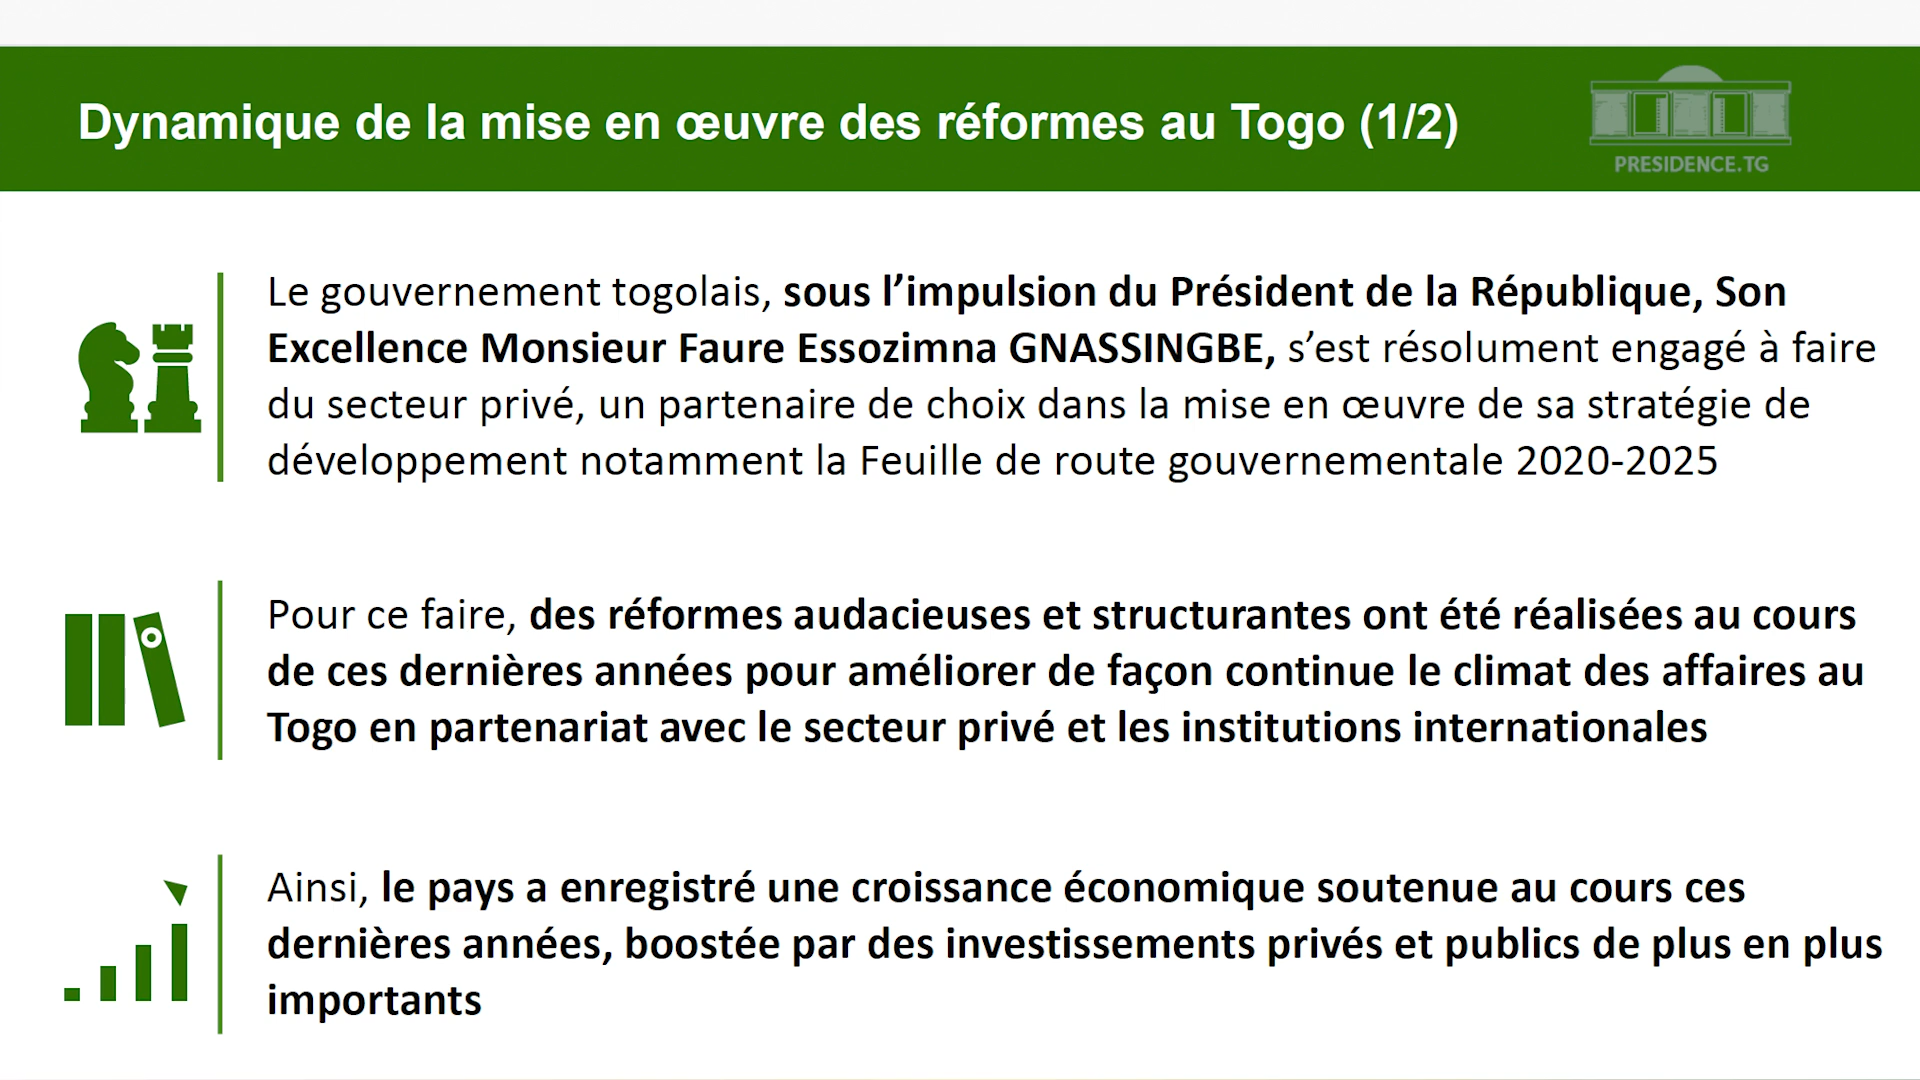 Dynamique de la mise en œuvre des réformes au Togo (1/2)
PRESIDENCE.TG
Le gouvernement togolais, sous l’impulsion du Président de la République, Son
Excellence Monsieur Faure Essozimna GNASSINGBE, s’est résolument engagé à faire
du secteur privé, un partenaire de choix dans la mise en œuvre de sa stratégie de
développement notamment la Feuille de route gouvernementale 2020-2025
Pour ce faire, des réformes audacieuses et structurantes ont été réalisées au cours
de ces dernières années pour améliorer de façon continue le climat des affaires au
Togo en partenariat avec le secteur privé et les institutions internationales
Ainsi, le pays a enregistré une croissance économique soutenue au cours ces
dernières années, boostée par des investissements privés et publics de plus en plus
importants